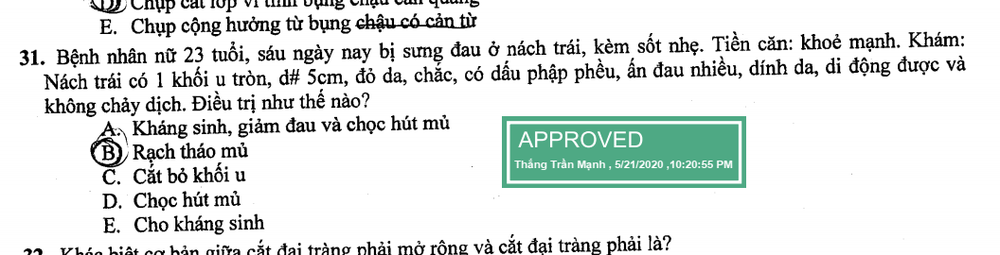 D. Chụp cắt lớp vi tính bụng chậu cản quang
E. Chụp cộng hưởng từ bụng chậu có cản từ
31. Bệnh nhân nữ 23 tuổi, sáu ngày nay bị sưng đau ở nách trái, kèm sốt nhẹ. Tiền căn: khoẻ mạnh. Khám:
Nách trái có 1 khối u tròn, d# 5cm, đỏ da, chắc, có dấu phập phều, ấn đau nhiều, dính da, di động được và
không chảy dịch. Điều trị như thế nào?
A. Kháng sinh, giảm đau và chọc hút mủ
B. Rạch tháo mủ
C. Cắt bỏ khối u
D. Chọc hút mủ
E. Cho kháng sinh
APPROVED
Thắng Trần Mạnh , 5/21/2020 ,10:20:55 PM
32. Khác biệt cơ bản giữa cắt đại tràng phải mở rộng và cắt đại tràng phải là?